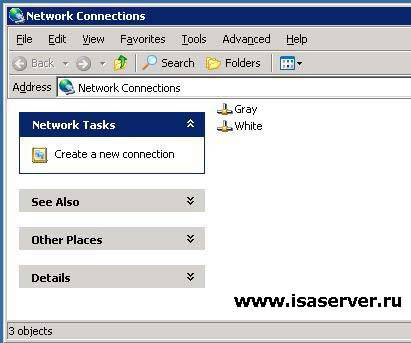 Network Connections
File Edit View Favorites Tools Advanced Help
Back Search Folders
Address Network Connections
Network Tasks
Create a new connection
See Also
Other Places
Details
Gray
White
www.isaserver.ru
3 objects